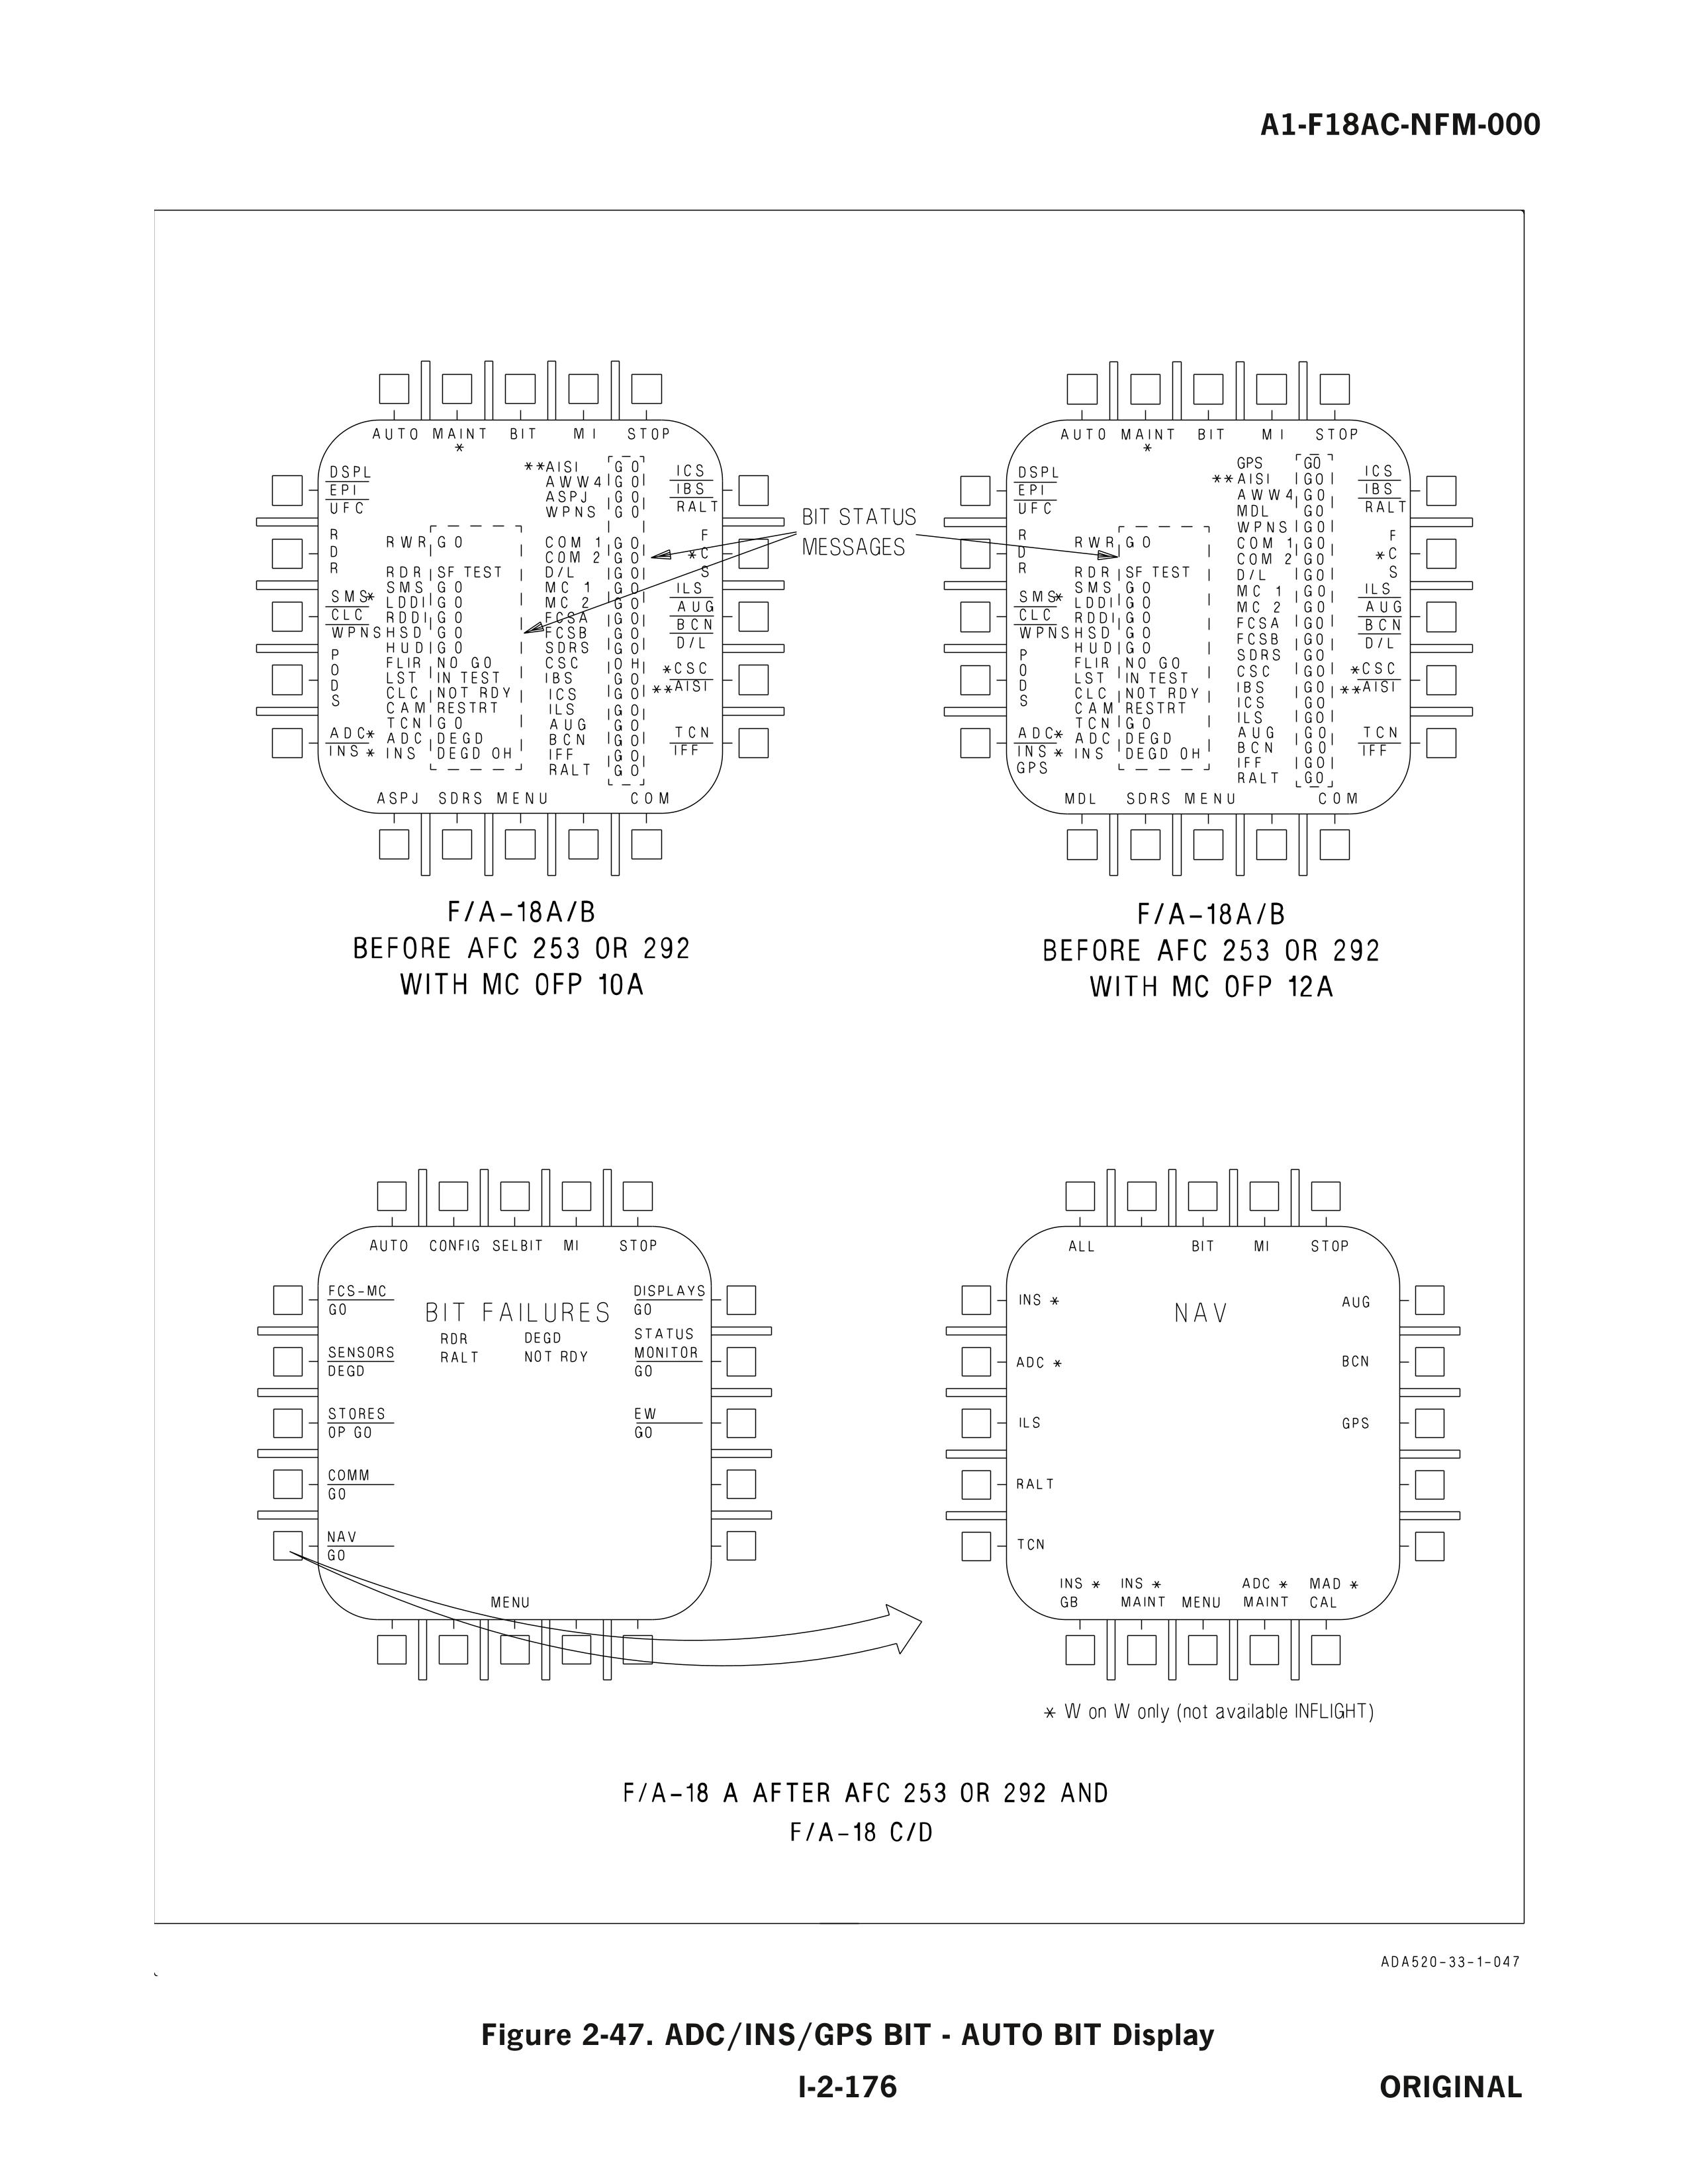 A1-F18AC-NFM-000
AUTO MAINT BIT MI STOP
*
DSPL
EPI
UFC
R
D
R
SMS*
CLC
WPNS
P
O
D
S
ADC*
INS *
RWR GO
RDR SF TEST
SMS GO
LDDI GO
RDDI GO
HSD GO
HUD GO
FLIR NO GO
LST IN TEST
CLC NOT RDY
CAM RESTRT
TCN GO
ADC DEGD
INS DEGD OH
**AISI GO
AWW4 GO
ASPJ GO
WPNS GO
COM 1 GO
COM 2 GO
D/L GO
MC 1 GO
MC 2 GO
FCSA GO
FCSB GO
SDRS GO
CSC OH
IBS GO
ICS GO
ILS GO
AUG GO
BCN GO
IFF GO
RALT GO
ICS
IBS
RALT
F
*C
S
ILS
AUG
BCN
D/L
*CSC
**AISI
TCN
IFF
ASPJ SDRS MENU COM
F/A-18A/B
BEFORE AFC 253 OR 292
WITH MC OFP 10A
BIT STATUS
MESSAGES
AUTO MAINT BIT MI STOP
*
DSPL
EPI
UFC
R
D
R
SMS*
CLC
WPNS
P
O
D
S
ADC*
INS *
GPS
RWR GO
RDR SF TEST
SMS GO
LDDI GO
RDDI GO
HSD GO
HUD GO
FLIR NO GO
LST IN TEST
CLC NOT RDY
CAM RESTRT
TCN GO
ADC DEGD
INS DEGD OH
GPS GO
**AISI GO
AWW4 GO
MDL GO
WPNS GO
COM 1 GO
COM 2 GO
D/L GO
MC 1 GO
MC 2 GO
FCSA GO
FCSB GO
SDRS GO
CSC GO
IBS GO
ICS GO
ILS GO
AUG GO
BCN GO
IFF GO
RALT GO
ICS
IBS
RALT
F
*C
S
ILS
AUG
BCN
D/L
*CSC
**AISI
TCN
IFF
MDL SDRS MENU COM
F/A-18A/B
BEFORE AFC 253 OR 292
WITH MC OFP 12A
AUTO CONFIG SELBIT MI STOP
FCS-MC
GO
SENSORS
DEGD
STORES
OP GO
COMM
GO
NAV
GO
BIT FAILURES
RDR DEGD
RALT NOT RDY
DISPLAYS
GO
STATUS
MONITOR
GO
EW
GO
MENU
ALL BIT MI STOP
INS *
ADC *
ILS
RALT
TCN
NAV
AUG
BCN
GPS
INS * INS * ADC * MAD *
GB MAINT MENU MAINT CAL
* W on W only (not available INFLIGHT)
F/A-18 A AFTER AFC 253 OR 292 AND
F/A-18 C/D
ADA520-33-1-047
Figure 2-47. ADC/INS/GPS BIT - AUTO BIT Display
I-2-176
ORIGINAL